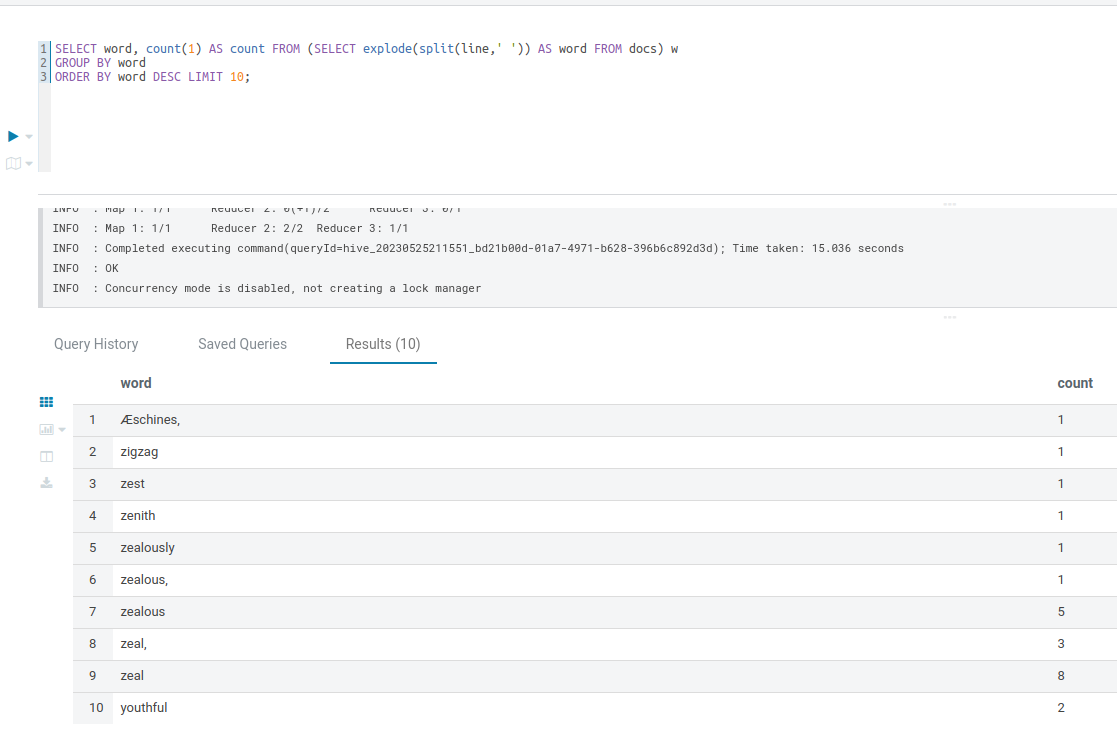 1 SELECT word, count(1) AS count FROM (SELECT explode(split(line,' ')) AS word FROM docs) w
2 GROUP BY word
3 ORDER BY word DESC LIMIT 10;
INFO : Map 1: 1/1 Reducer 2: 0(+1)/2 Reducer 3: 0/1
INFO : Map 1: 1/1 Reducer 2: 2/2 Reducer 3: 1/1
INFO : Completed executing command(queryId=hive_20230525211551_bd21b00d-01a7-4971-b628-396b6c892d3d); Time taken: 15.036 seconds
INFO : OK
INFO : Concurrency mode is disabled, not creating a lock manager
Query History Saved Queries Results (10)
word count
1 Æschines, 1
2 zigzag 1
3 zest 1
4 zenith 1
5 zealously 1
6 zealous, 1
7 zealous 5
8 zeal, 3
9 zeal 8
10 youthful 2